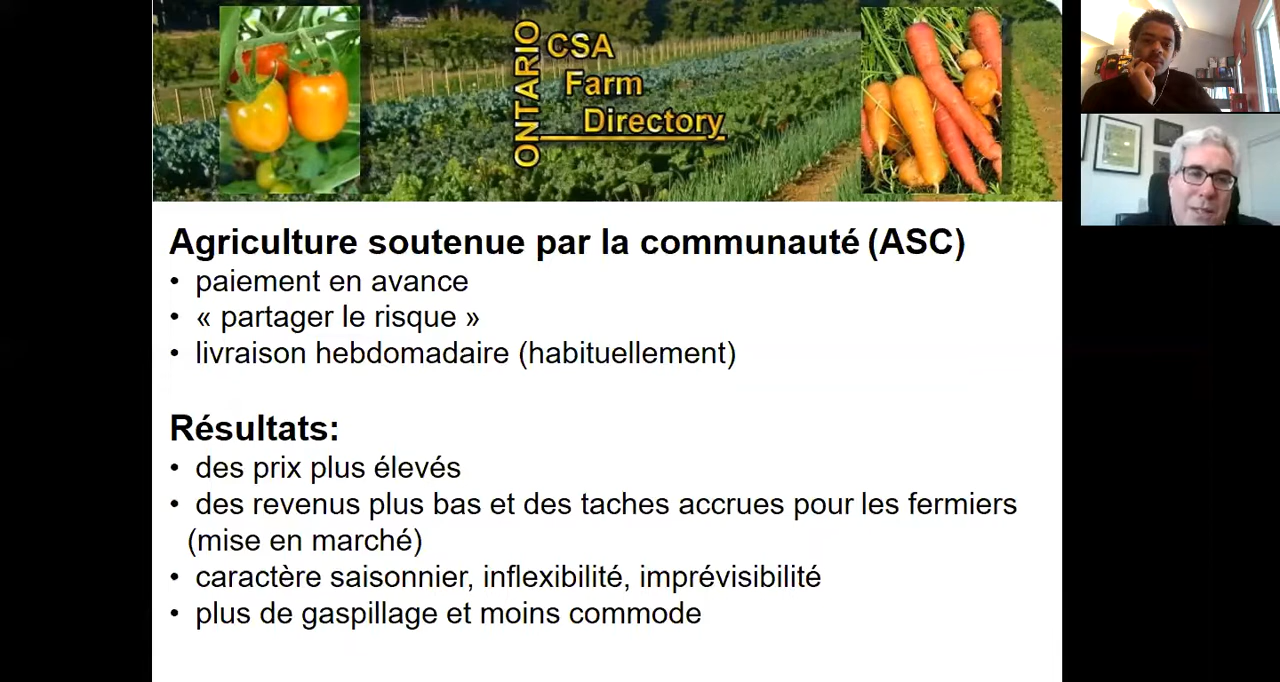 ONTARIO
CSA
Farm
Directory
Agriculture soutenue par la communauté (ASC)
• paiement en avance
• « partager le risque »
• livraison hebdomadaire (habituellement)
Résultats:
• des prix plus élevés
• des revenus plus bas et des taches accrues pour les fermiers
(mise en marché)
• caractère saisonnier, inflexibilité, imprévisibilité
• plus de gaspillage et moins commode